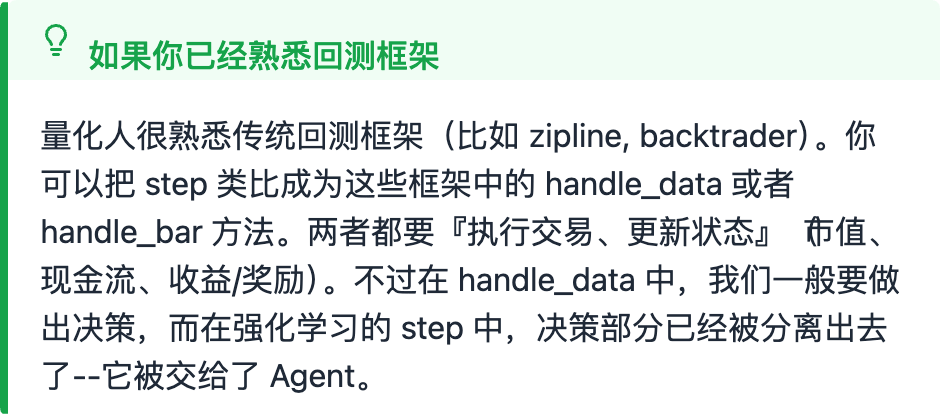 如果你已经熟悉回测框架
量化人很熟悉传统回测框架（比如 zipline, backtrader）。你
可以把 step 类比成为这些框架中的 handle_data 或者
handle_bar 方法。两者都要『执行交易、更新状态』（市值、
现金流、收益/奖励）。不过在 handle_data 中，我们一般要做
出决策，而在强化学习的 step 中，决策部分已经被分离出去
了--它被交给了 Agent。